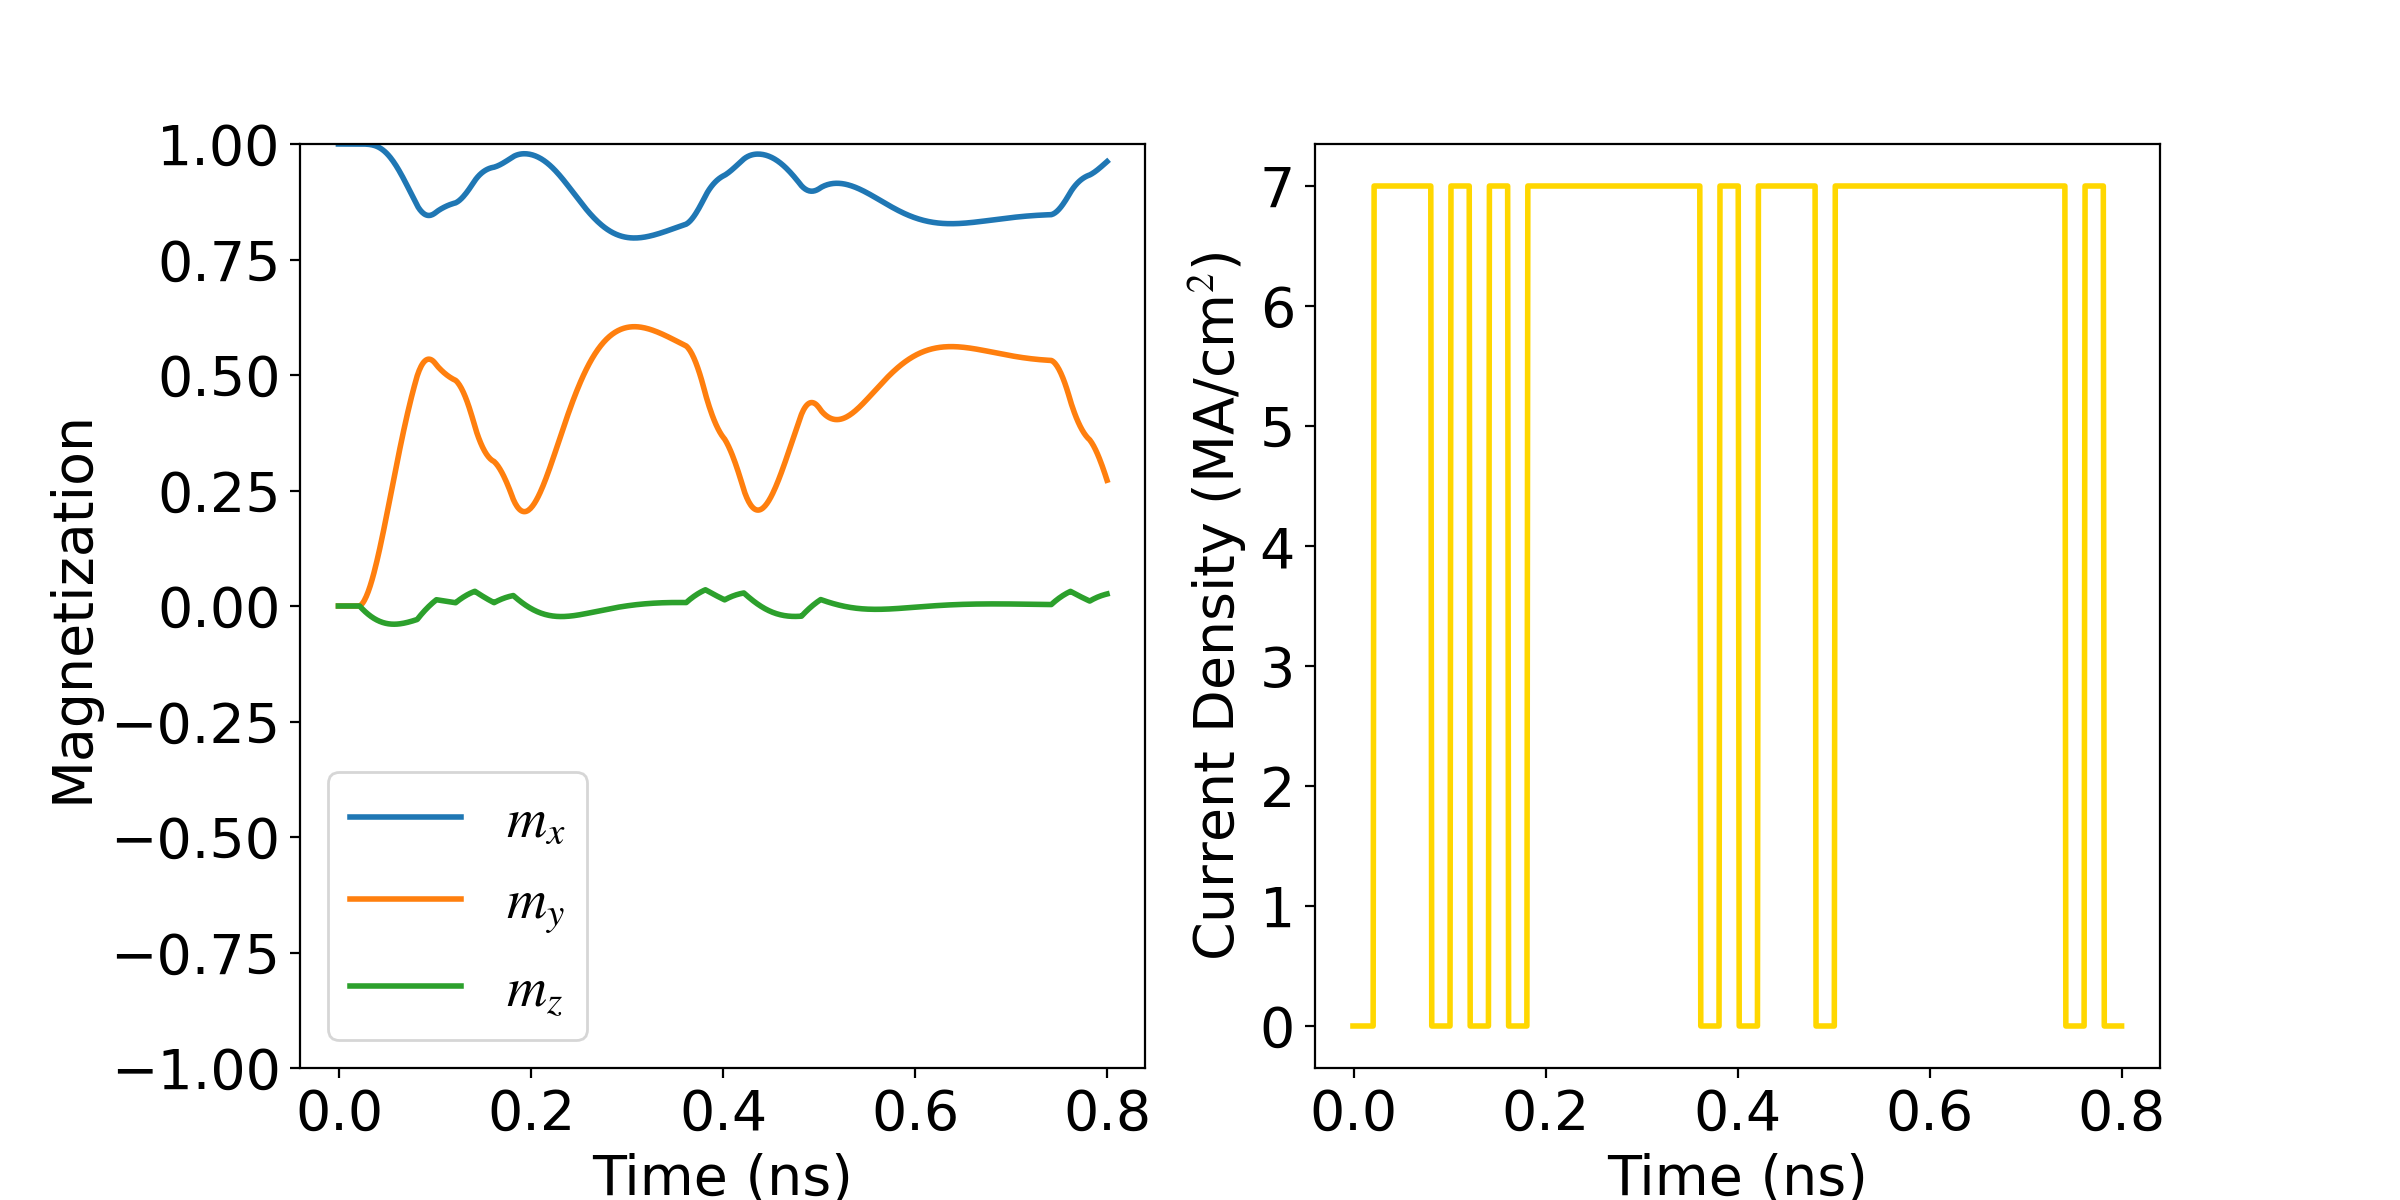 Magnetization
1.00
0.75
0.50
0.25
0.00
−0.25
−0.50
−0.75
−1.00
m_x
m_y
m_z
0.0 0.2 0.4 0.6 0.8
Time (ns)
Current Density (MA/cm²)
7
6
5
4
3
2
1
0
0.0 0.2 0.4 0.6 0.8
Time (ns)